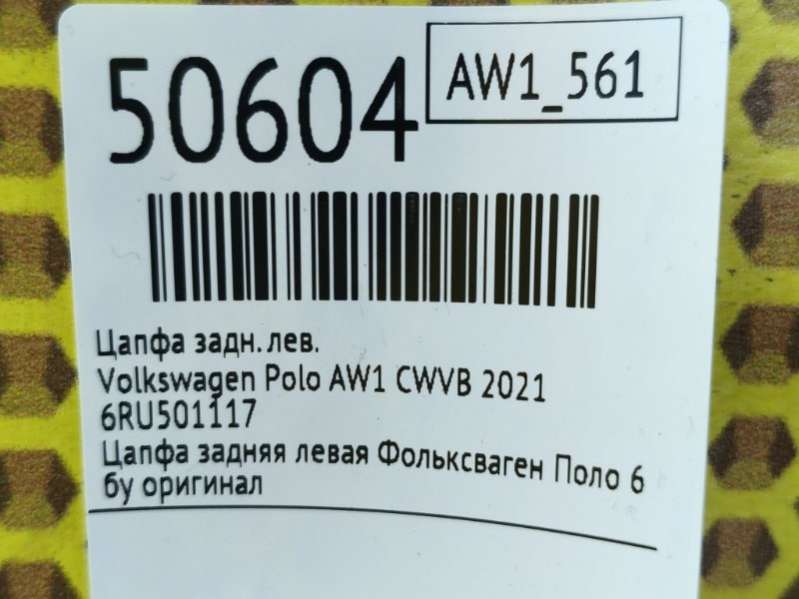 50604
AW1_561
Цапфа задн. лев.
Volkswagen Polo AW1 CWVB 2021
6RU501117
Цапфа задняя левая Фольксваген Поло 6
бу оригинал